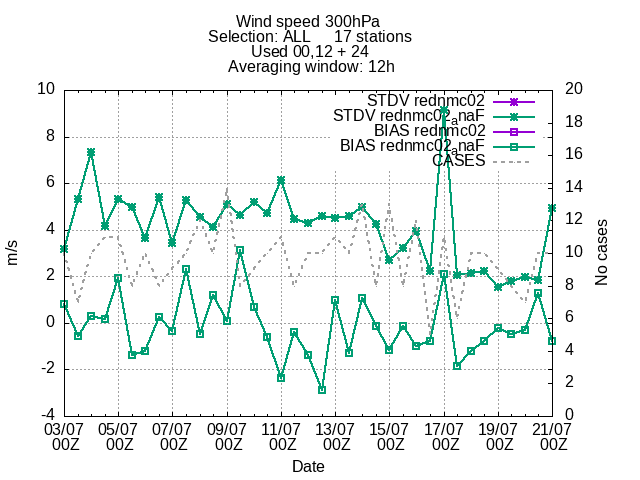 Wind speed 300hPa
Selection: ALL 17 stations
Used 00,12 + 24
Averaging window: 12h
STDV rednmc02
STDV rednmc02anaF
BIAS rednmc02
BIAS rednmc02anaF
CASES
10
8
6
4
2
0
-2
-4
m/s
20
18
16
14
12
10
8
6
4
2
0
No cases
03/07 05/07 07/07 09/07 11/07 13/07 15/07 17/07 19/07 21/07
00Z 00Z 00Z 00Z 00Z 00Z 00Z 00Z 00Z 00Z
Date